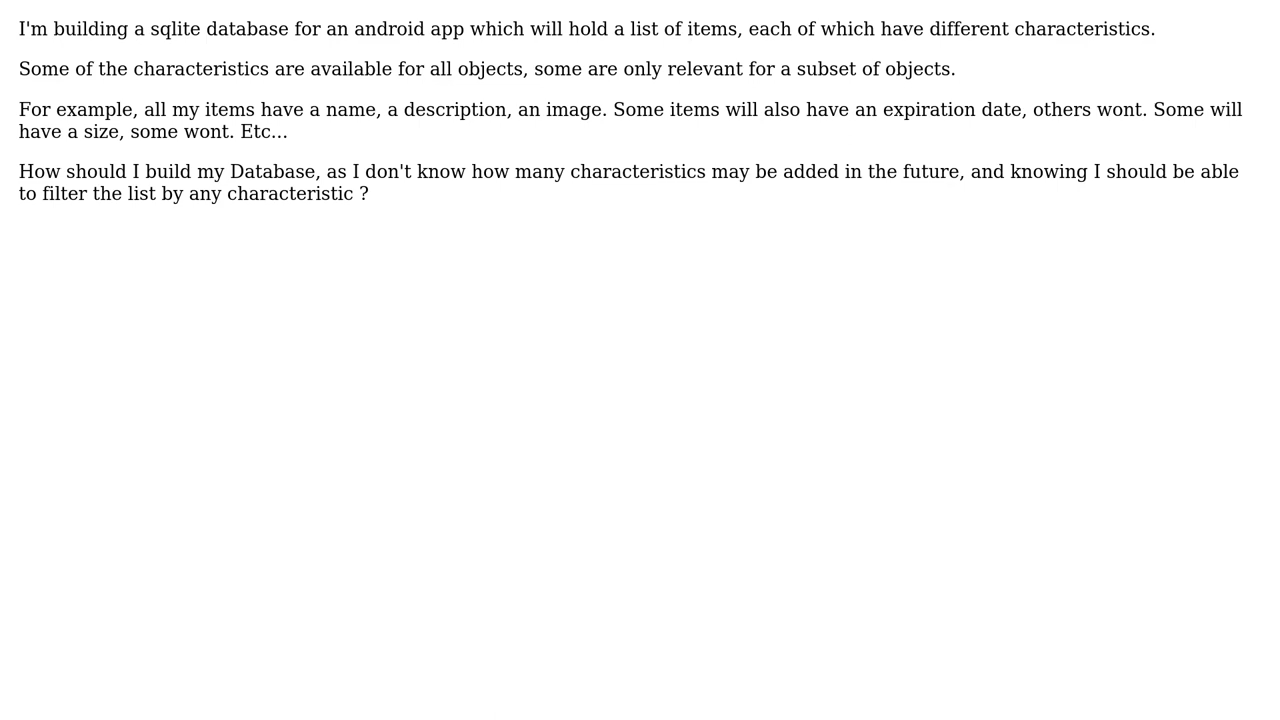 I'm building a sqlite database for an android app which will hold a list of items, each of which have different characteristics.
Some of the characteristics are available for all objects, some are only relevant for a subset of objects.
For example, all my items have a name, a description, an image. Some items will also have an expiration date, others wont. Some will
have a size, some wont. Etc...
How should I build my Database, as I don't know how many characteristics may be added in the future, and knowing I should be able
to filter the list by any characteristic ?